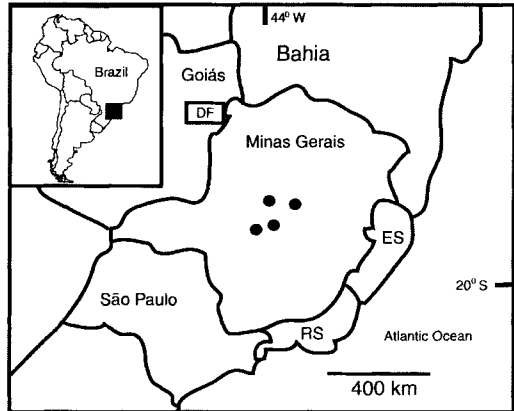 44° W
Bahia
Brazil
Goiás
DF
Minas Gerais
ES
20° S
São Paulo
RS
Atlantic Ocean
400 km